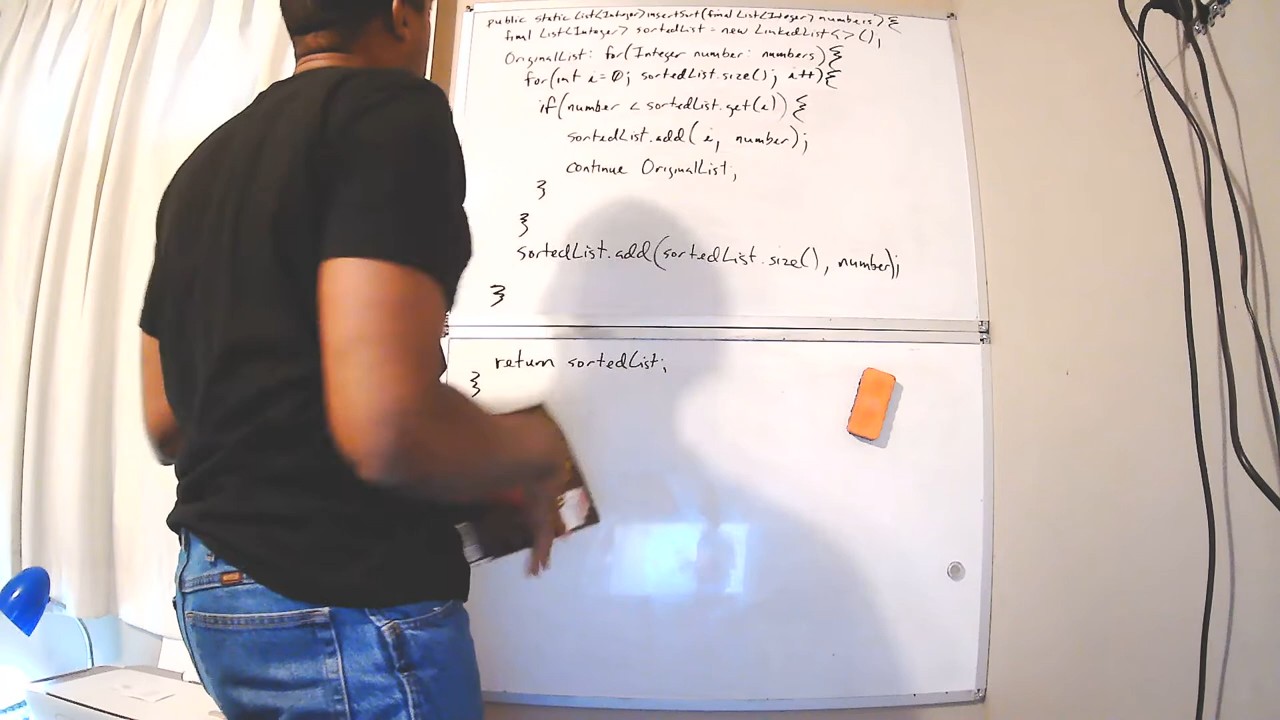 public static List<Integer> insertSort(final List<Integer> numbers) {
final List<Integer> sortedList = new LinkedList<>();
OriginalList: for(Integer number: numbers) {
for(int i=0; sortedList.size(); i++){
if(number < sortedList.get(i)) {
sortedList.add(i, number);
continue OriginalList;
}
}
sortedList.add(sortedList.size(), number);
}
return sortedList;
}